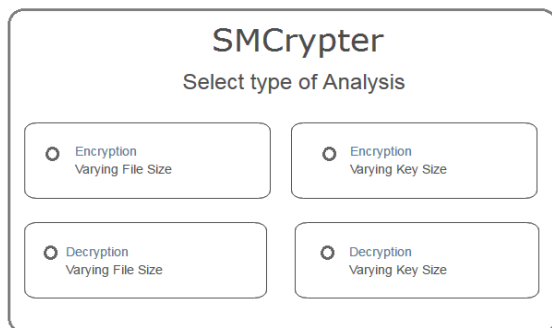 SMCrypter
Select type of Analysis
Encryption
Varying File Size
Encryption
Varying Key Size
Decryption
Varying File Size
Decryption
Varying Key Size